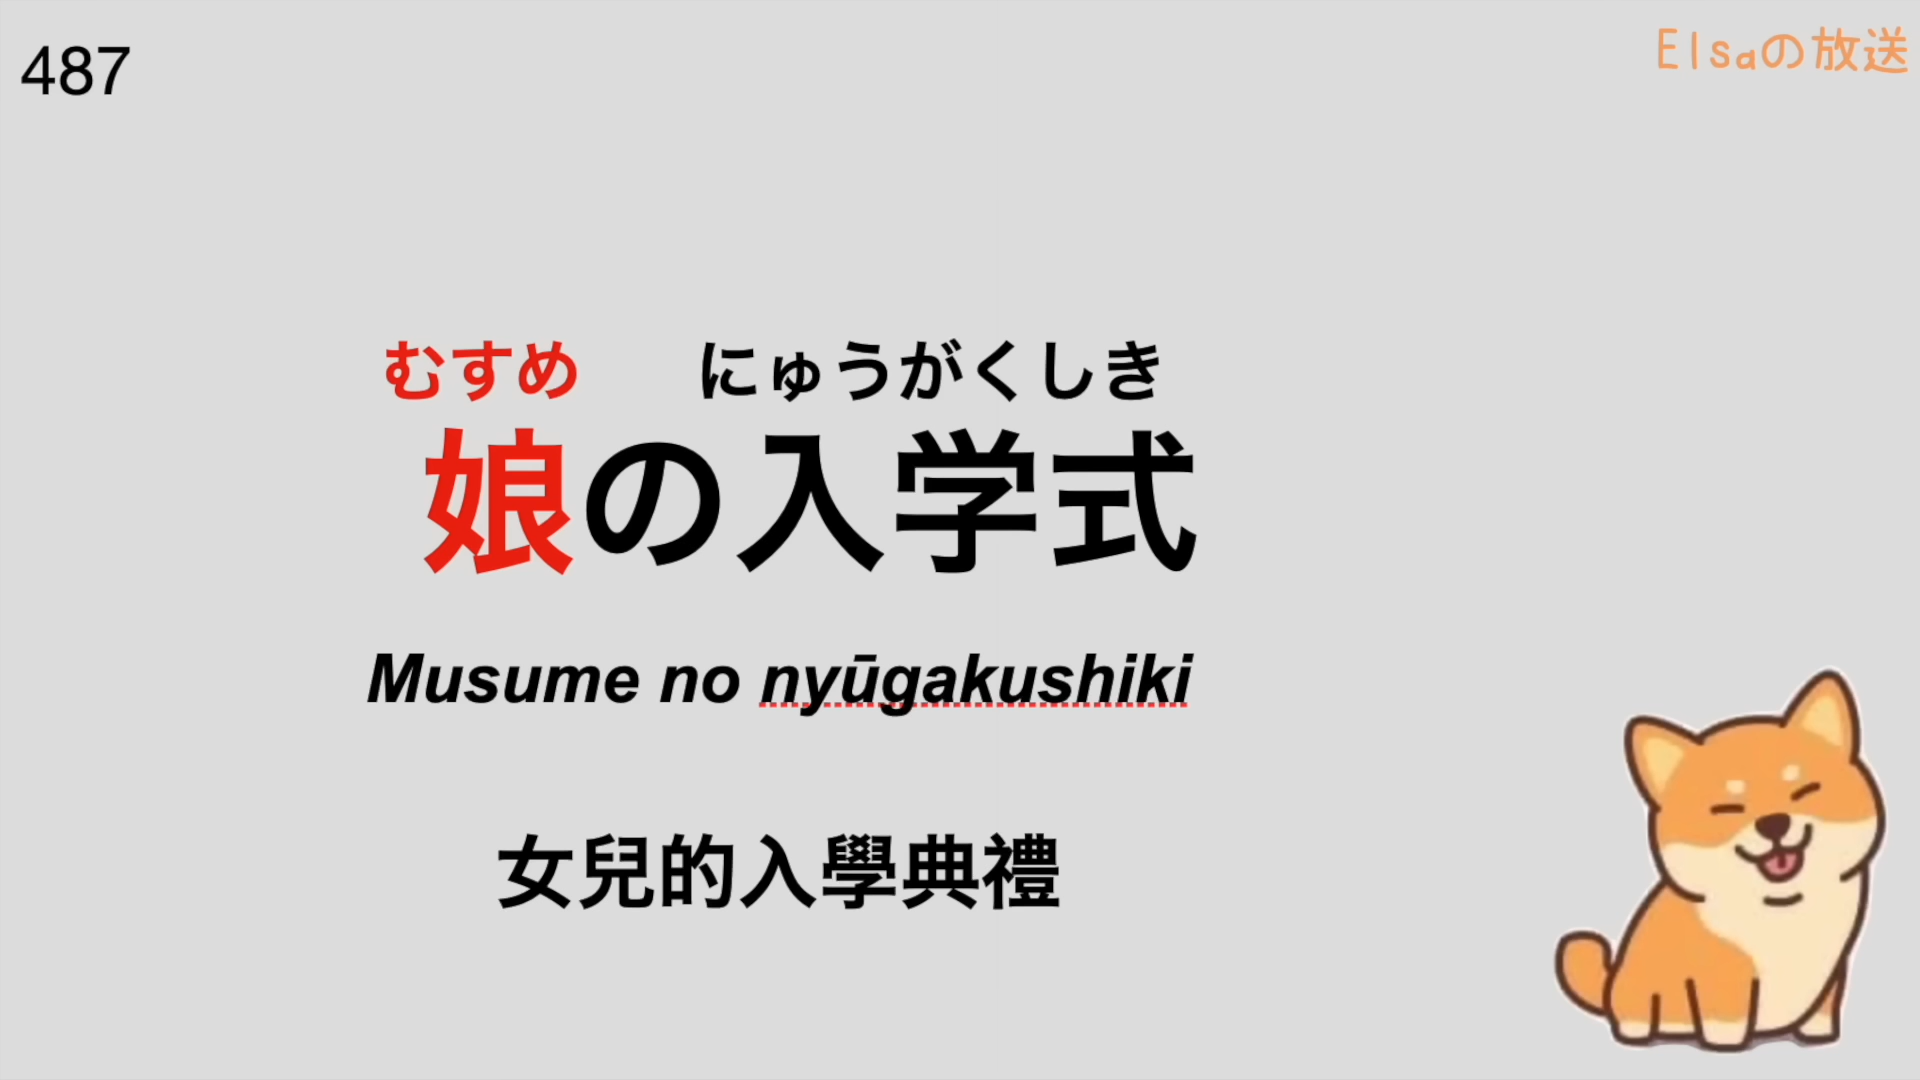 487
Elsaの放送
むすめ にゅうがくしき
娘の入学式
Musume no nyūgakushiki
女兒的入學典禮